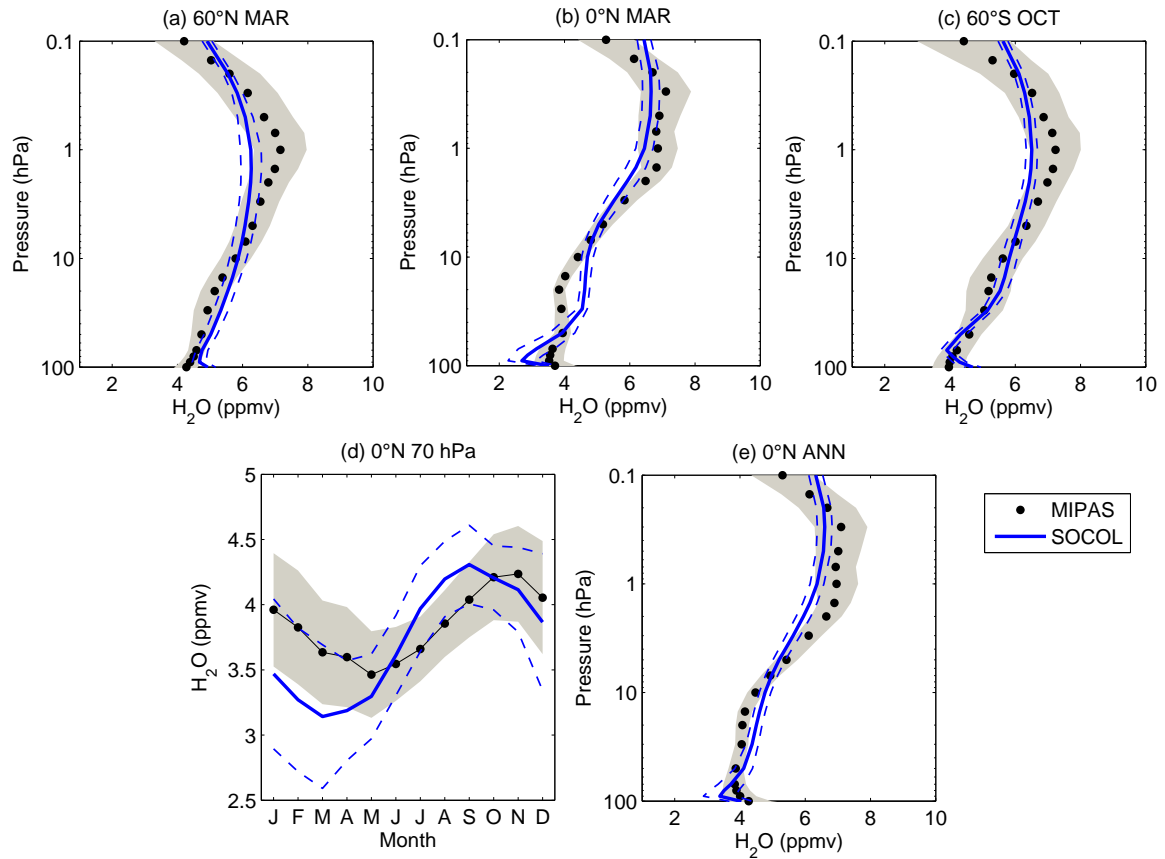 (a) 60°N MAR
(b) 0°N MAR
(c) 60°S OCT
0.1
1
10
100
Pressure (hPa)
2 4 6 8 10
H₂O (ppmv)
0.1
1
10
100
Pressure (hPa)
2 4 6 8 10
H₂O (ppmv)
0.1
1
10
100
Pressure (hPa)
2 4 6 8 10
H₂O (ppmv)
(d) 0°N 70 hPa
5
4.5
4
3.5
3
2.5
H₂O (ppmv)
J F M A M J J A S O N D
Month
(e) 0°N ANN
0.1
1
10
100
Pressure (hPa)
2 4 6 8 10
H₂O (ppmv)
MIPAS
SOCOL